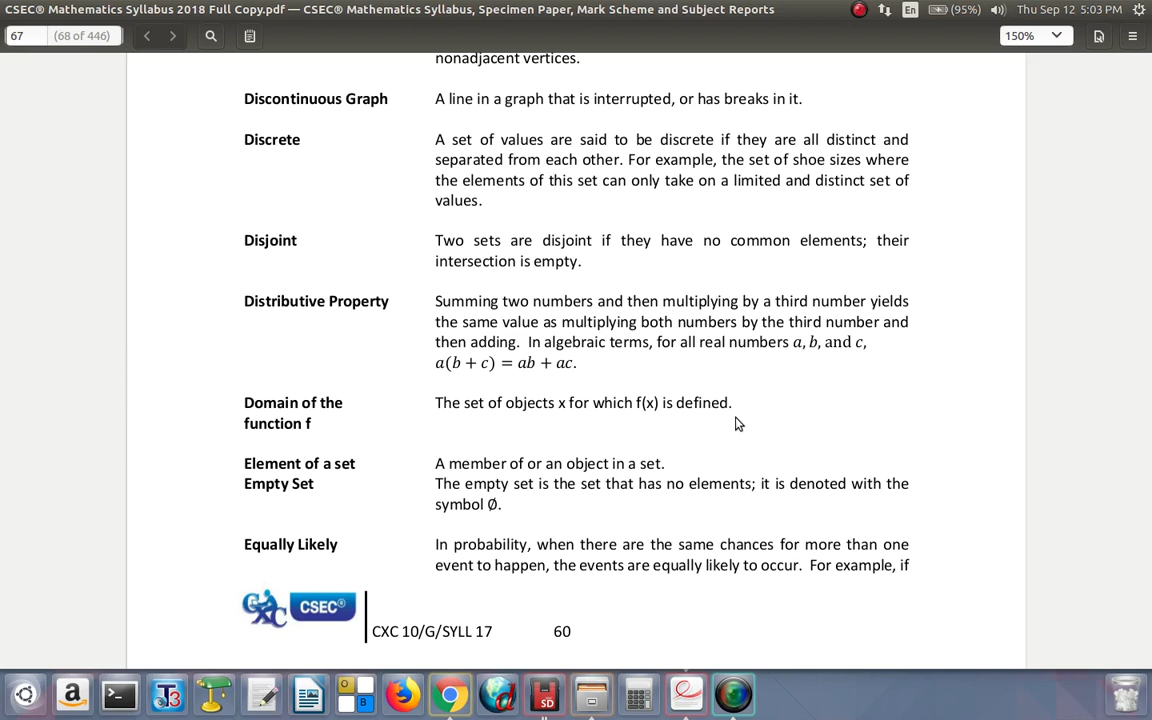 CSEC® Mathematics Syllabus 2018 Full Copy.pdf — CSEC® Mathematics Syllabus, Specimen Paper, Mark Scheme and Subject Reports
En
(95%)
Thu Sep 12 5:03 PM
67
(68 of 446)
150%
nonadjacent vertices.
Discontinuous Graph
A line in a graph that is interrupted, or has breaks in it.
Discrete
A set of values are said to be discrete if they are all distinct and
separated from each other. For example, the set of shoe sizes where
the elements of this set can only take on a limited and distinct set of
values.
Disjoint
Two sets are disjoint if they have no common elements; their
intersection is empty.
Distributive Property
Summing two numbers and then multiplying by a third number yields
the same value as multiplying both numbers by the third number and
then adding. In algebraic terms, for all real numbers a, b, and c,
a(b + c) = ab + ac.
Domain of the
function f
The set of objects x for which f(x) is defined.
Element of a set
A member of or an object in a set.
Empty Set
The empty set is the set that has no elements; it is denoted with the
symbol Ø.
Equally Likely
In probability, when there are the same chances for more than one
event to happen, the events are equally likely to occur. For example, if
CXC
CSEC®
CXC 10/G/SYLL 17
60
a
T3
O
B
d
SD